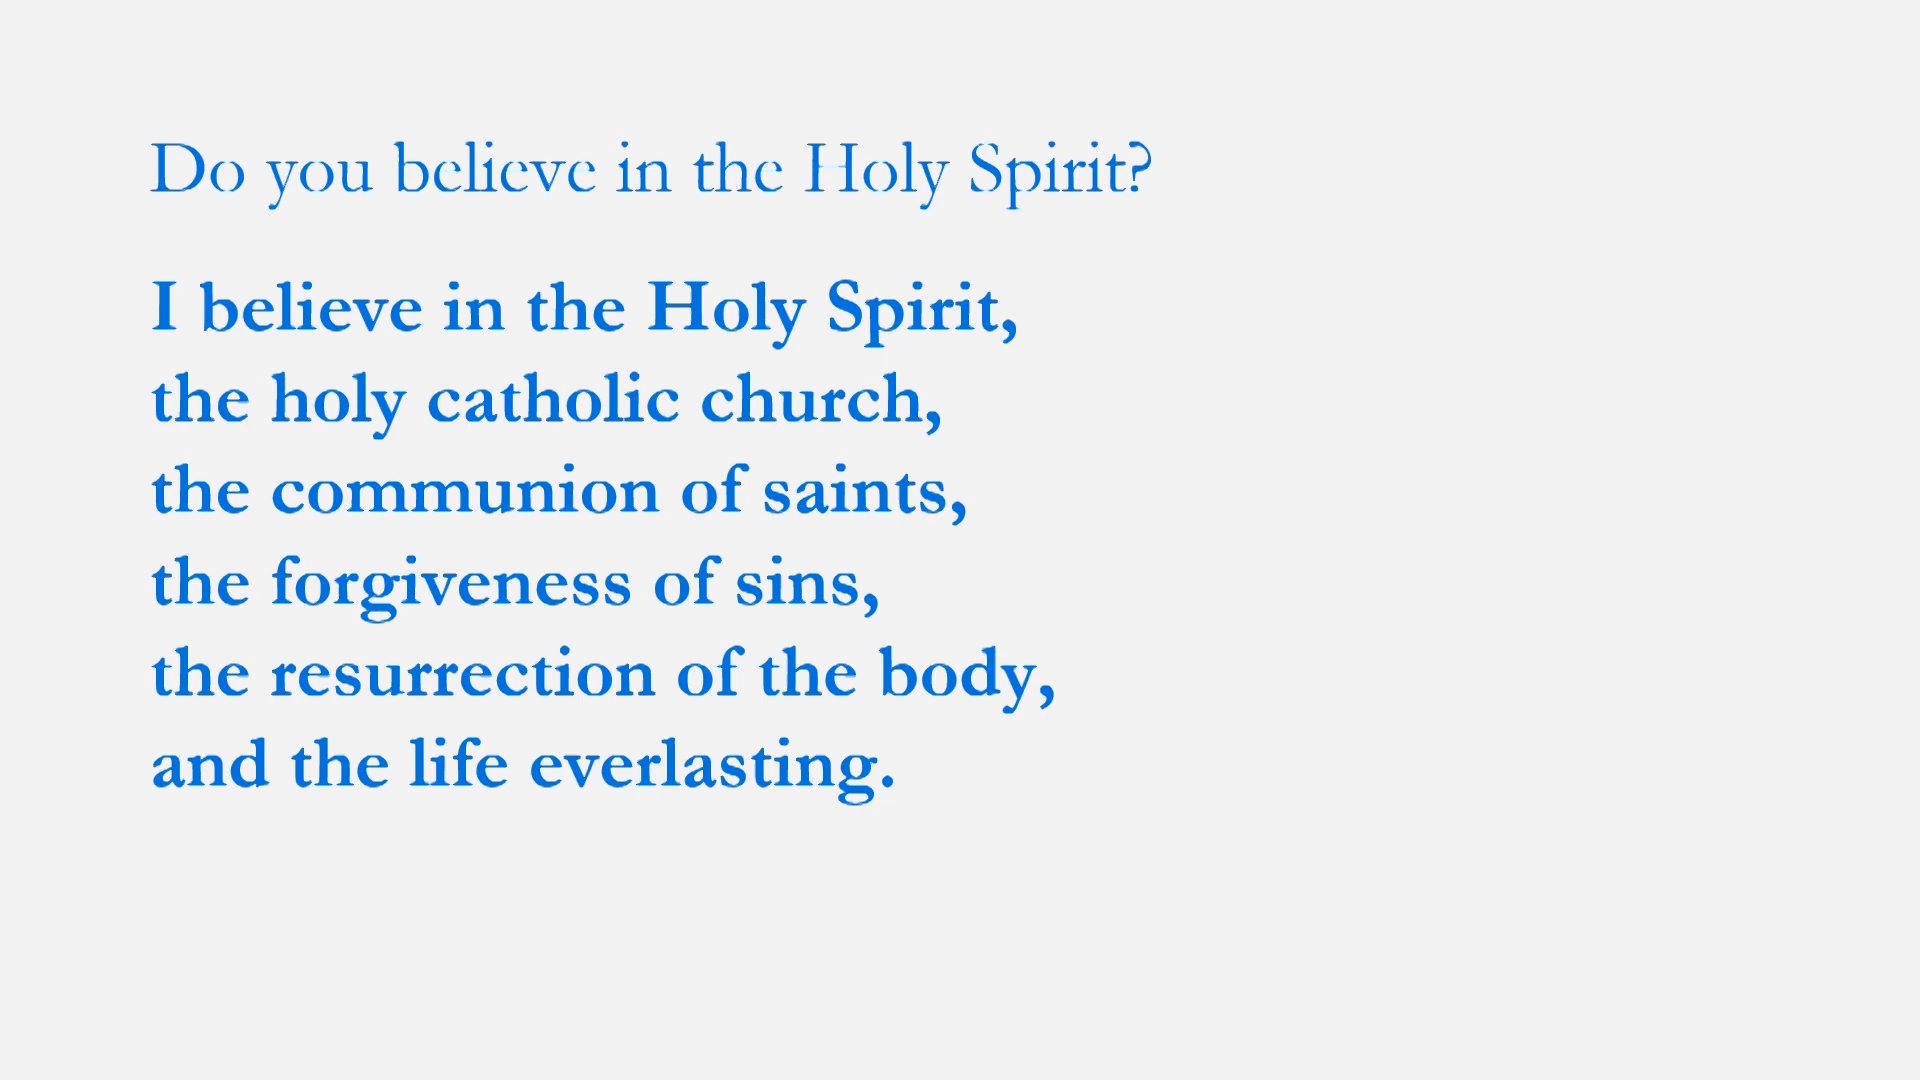 Do you believe in the Holy Spirit?
I believe in the Holy Spirit,
the holy catholic church,
the communion of saints,
the forgiveness of sins,
the resurrection of the body,
and the life everlasting.